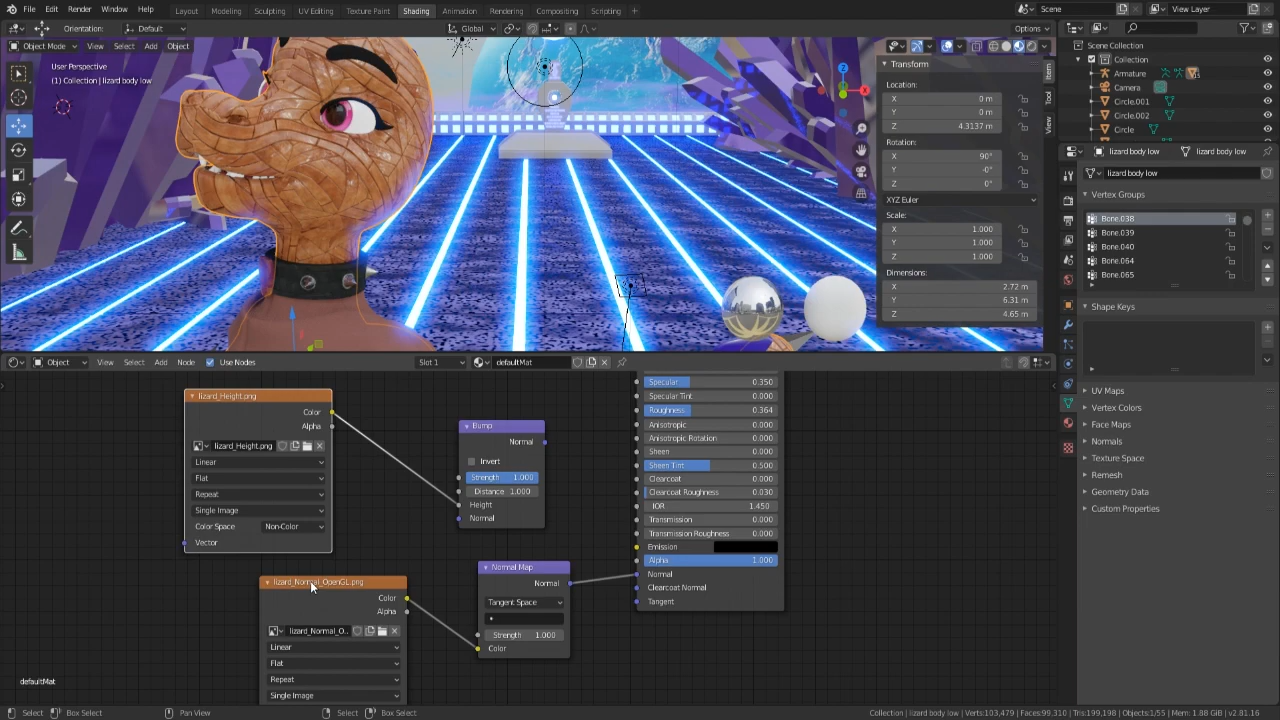 File Edit Render Window Help
Layout Modeling Sculpting UV Editing Texture Paint Shading Animation Rendering Compositing Scripting +
Scene
View Layer
Orientation: Default
Global
Options
Object Mode View Select Add Object
User Perspective
(1) Collection | lizard body low
Z
X
Transform
Location:
X 0 m
Y 0 m
Z 4.3137 m
Rotation:
X 90°
Y -0°
Z 0°
XYZ Euler
Scale:
X 1.000
Y 1.000
Z 1.000
Dimensions:
X 2.72 m
Y 6.31 m
Z 4.65 m
Item
Tool
View
Scene Collection
Collection
Armature
Camera
Circle.001
Circle.002
Circle
lizard body low lizard body low
lizard body low
Vertex Groups
Bone.038
Bone.039
Bone.040
Bone.064
Bone.065
Shape Keys
UV Maps
Vertex Colors
Face Maps
Normals
Texture Space
Remesh
Geometry Data
Custom Properties
Object View Select Add Node Use Nodes Slot 1 defaultMat
lizard_Height.png
Color
Alpha
lizard_Height.png
Linear
Flat
Repeat
Single Image
Color Space Non-Color
Vector
Bump
Normal
Invert
Strength 1.000
Distance 1.000
Height
Normal
lizard_Normal_OpenGL.png
Color
Alpha
lizard_Normal_O..
Linear
Flat
Repeat
Single Image
Normal Map
Normal
Tangent Space
Strength 1.000
Color
Specular 0.350
Specular Tint 0.000
Roughness 0.364
Anisotropic 0.000
Anisotropic Rotation 0.000
Sheen 0.000
Sheen Tint 0.500
Clearcoat 0.000
Clearcoat Roughness 0.030
IOR 1.450
Transmission 0.000
Transmission Roughness 0.000
Emission
Alpha 1.000
Normal
Clearcoat Normal
Tangent
defaultMat
Select Box Select Pan View Select Box Select
Collection | lizard body low | Verts:103,479 | Faces:99,310 | Tris:199,198 | Objects:1/55 | Mem: 1.88 GiB | v2.81.16